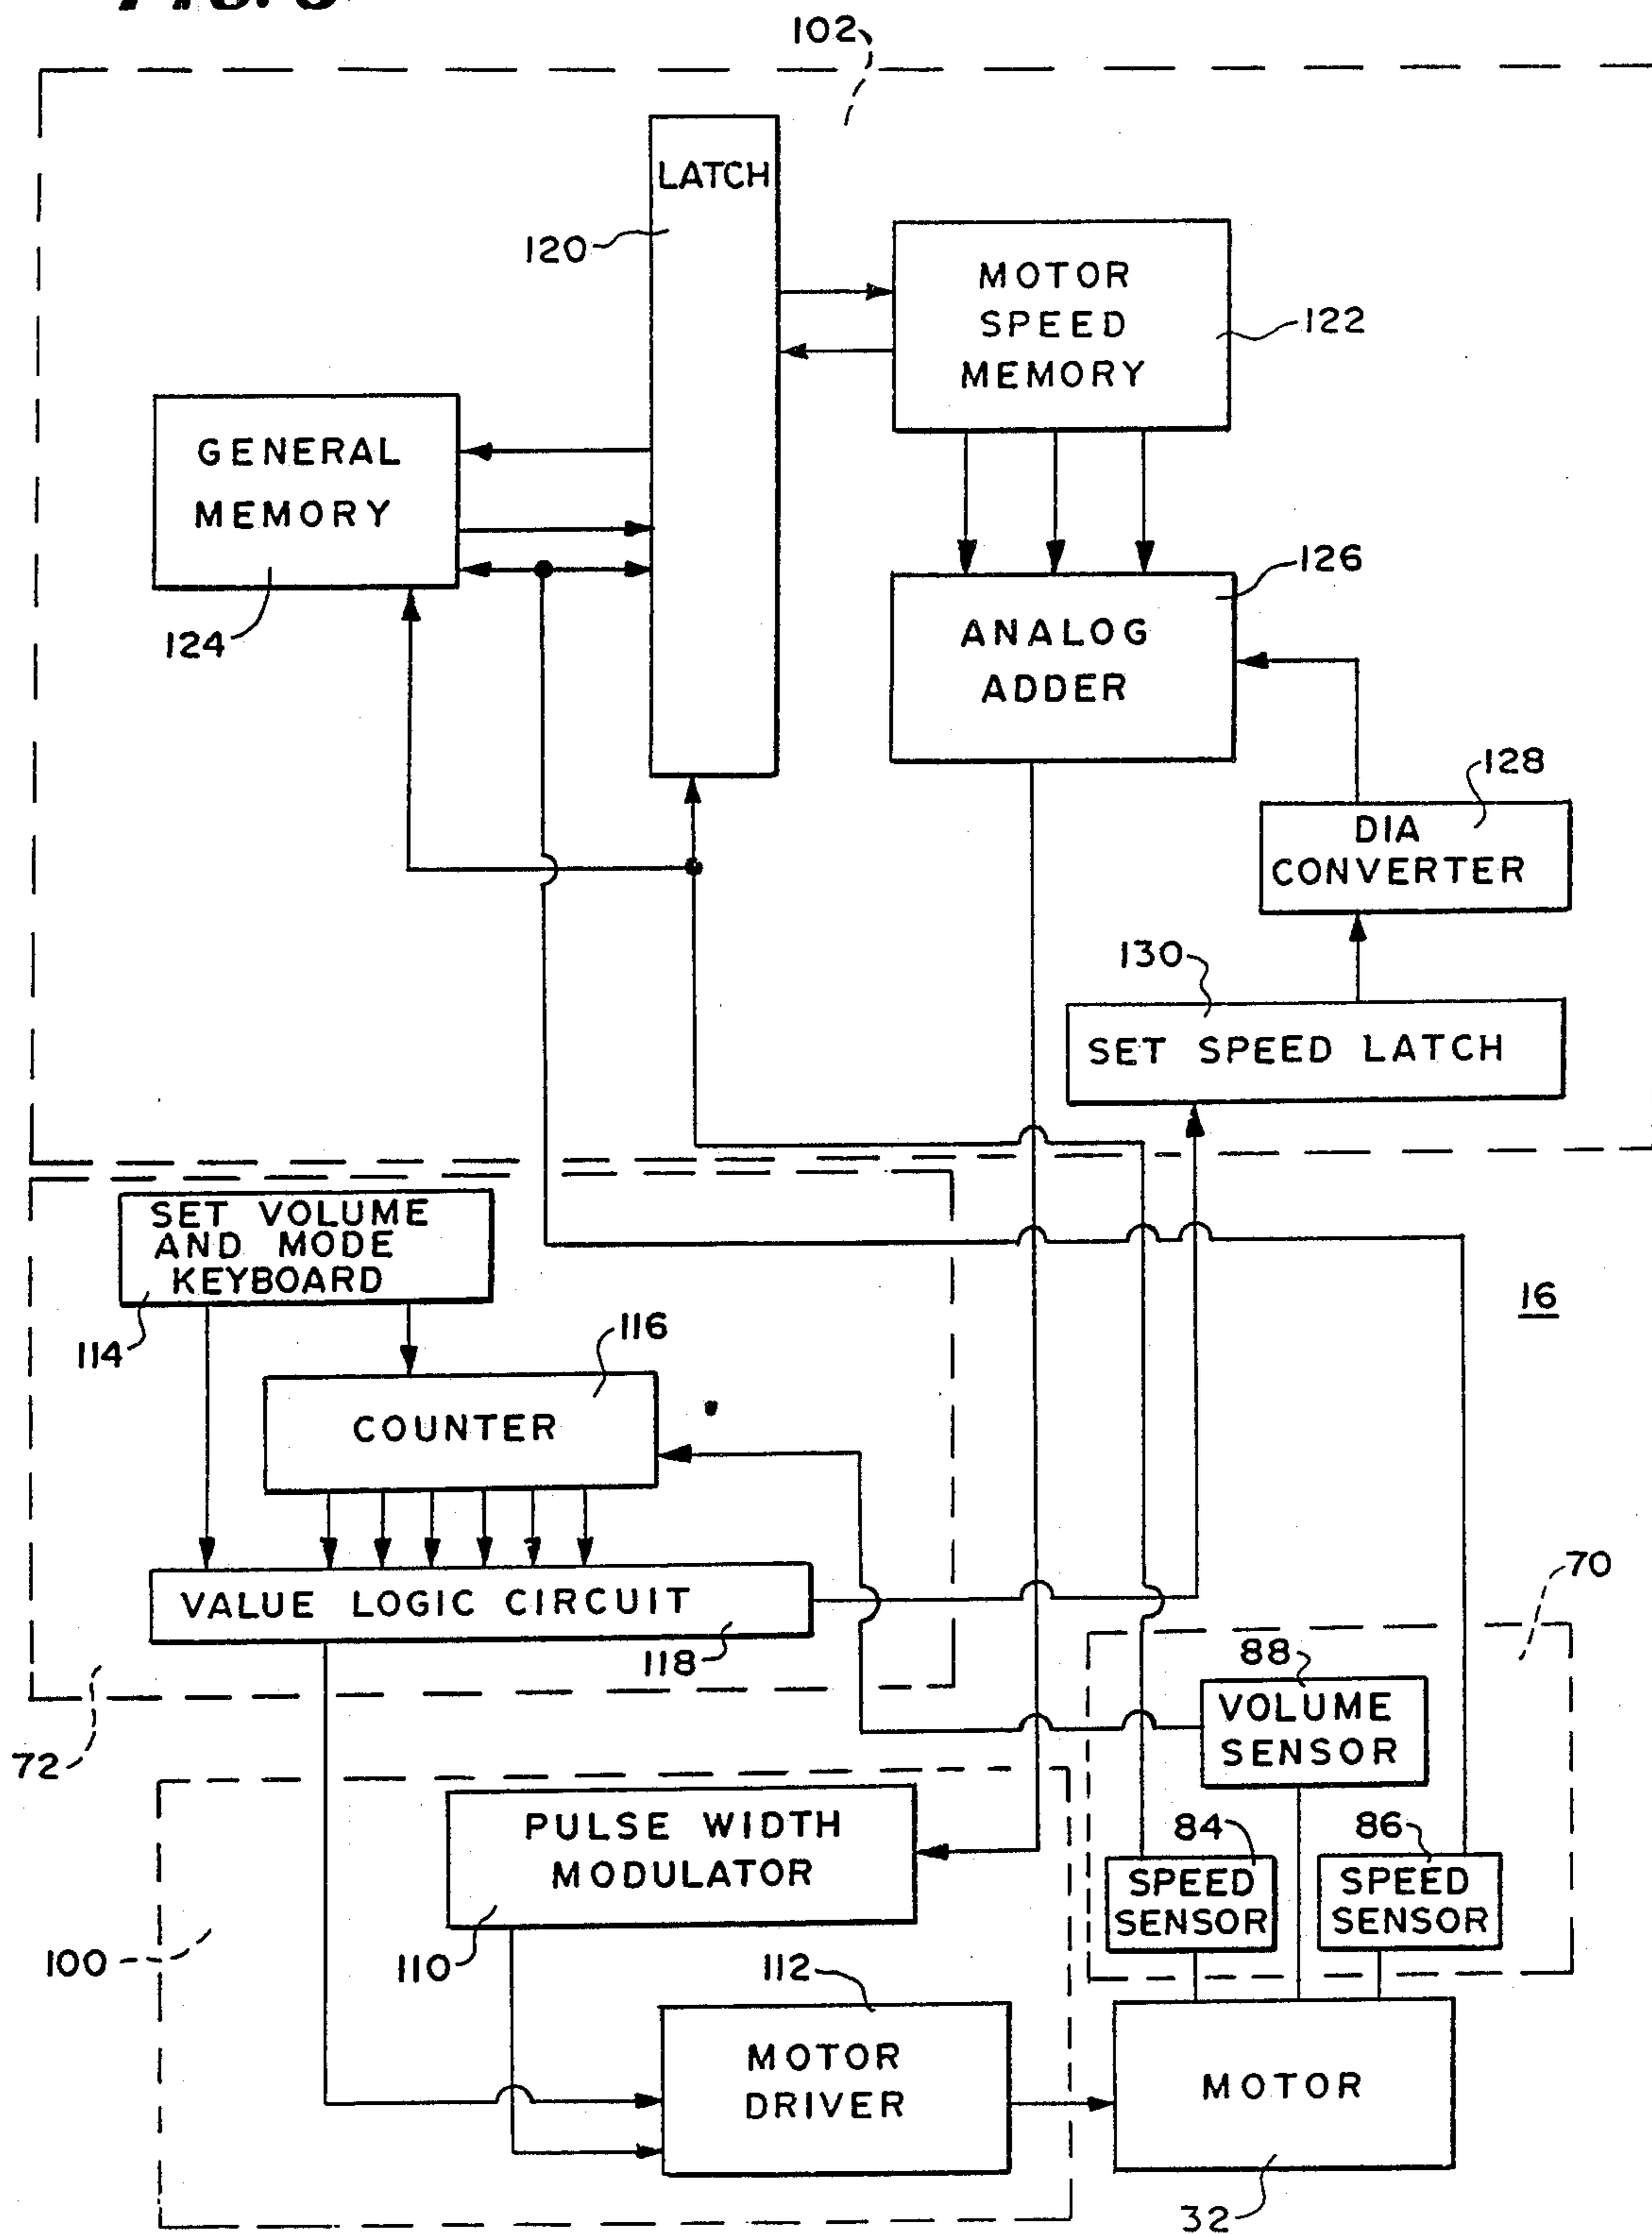 102
LATCH
120
MOTOR
SPEED
MEMORY
122
GENERAL
MEMORY
124
126
ANALOG
ADDER
128
DIA
CONVERTER
130
SET SPEED LATCH
SET VOLUME
AND MODE
KEYBOARD
114
16
116
COUNTER
VALUE LOGIC CIRCUIT
118
72
70
88
VOLUME
SENSOR
PULSE WIDTH
MODULATOR
110
100
84
SPEED
SENSOR
86
SPEED
SENSOR
112
MOTOR
DRIVER
MOTOR
32